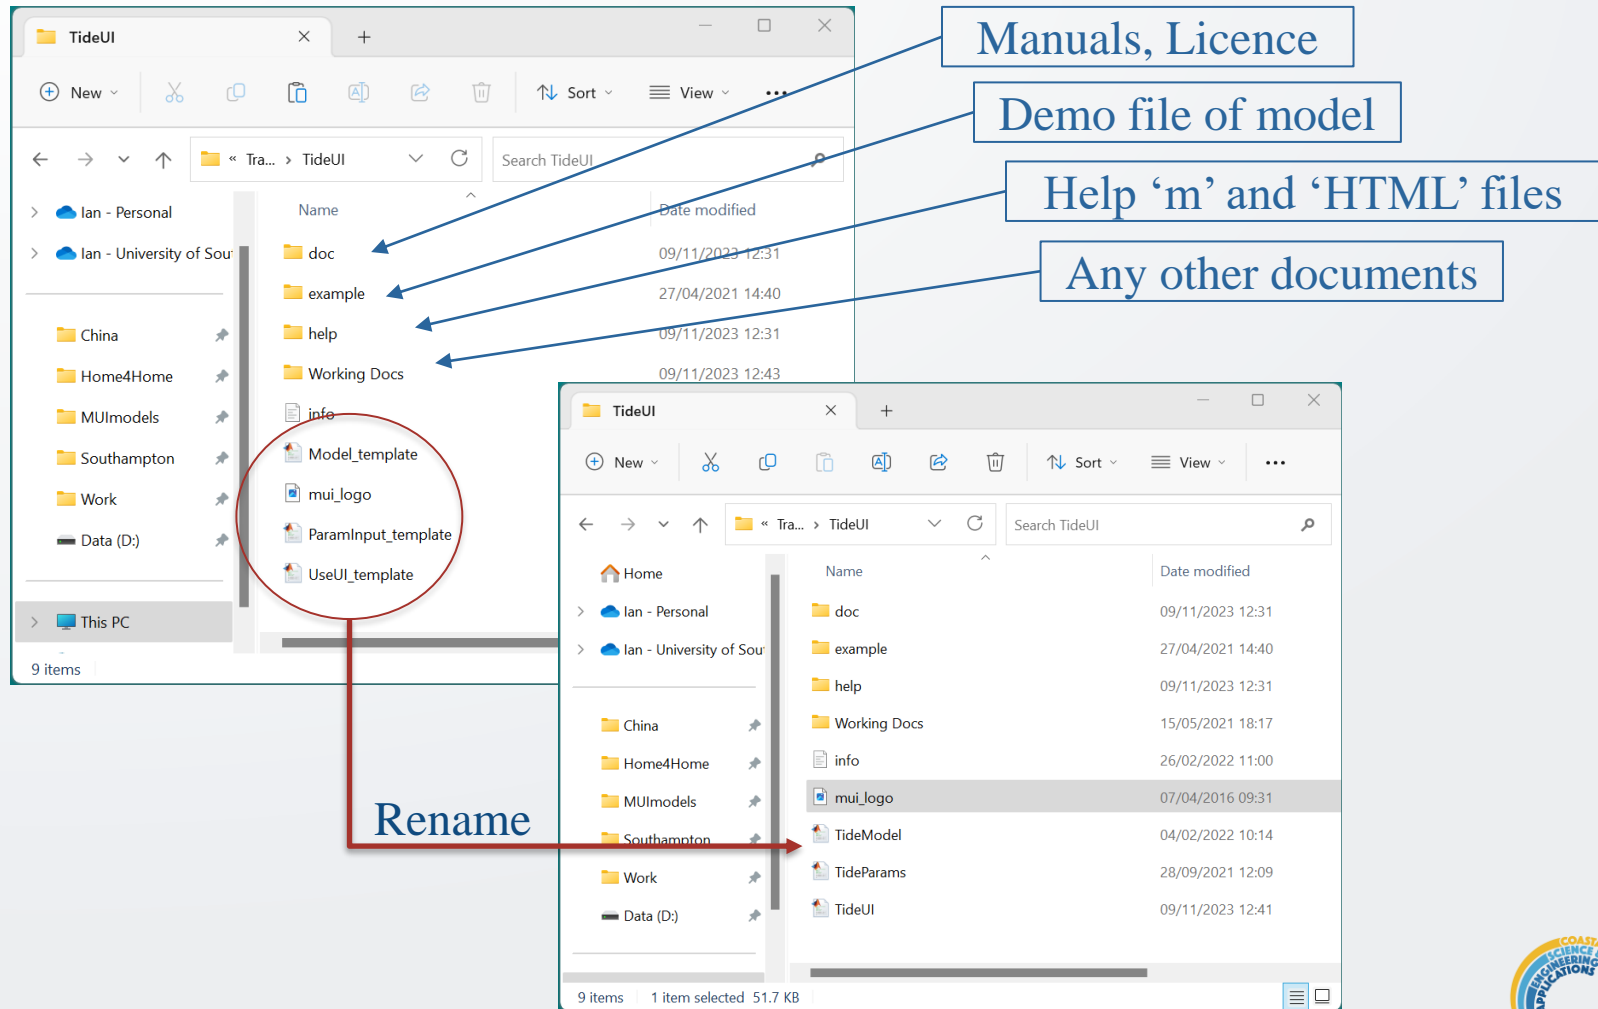 TideUI
Manuals, Licence
New
Sort
View
Demo file of model
« Tra... › TideUI
Search TideUI
Help ‘m’ and ‘HTML’ files
Any other documents
Ian - Personal
Ian - University of Sou
China
Home4Home
MUImodels
Southampton
Work
Data (D:)
This PC
9 items
Name
Date modified
doc
09/11/2023 12:31
example
27/04/2021 14:40
help
09/11/2023 12:31
Working Docs
09/11/2023 12:43
info
Model_template
mui_logo
ParamInput_template
UseUI_template
Rename
TideUI
New
Sort
View
« Tra... › TideUI
Search TideUI
Home
Ian - Personal
Ian - University of Sou
China
Home4Home
MUImodels
Southampton
Work
Data (D:)
Name
Date modified
doc
09/11/2023 12:31
example
27/04/2021 14:40
help
09/11/2023 12:31
Working Docs
15/05/2021 18:17
info
26/02/2022 11:00
mui_logo
07/04/2016 09:31
TideModel
04/02/2022 10:14
TideParams
28/09/2021 12:09
TideUI
09/11/2023 12:41
9 items
1 item selected 51.7 KB
SCIENCE
ENGINEERING
APPLICATIONS